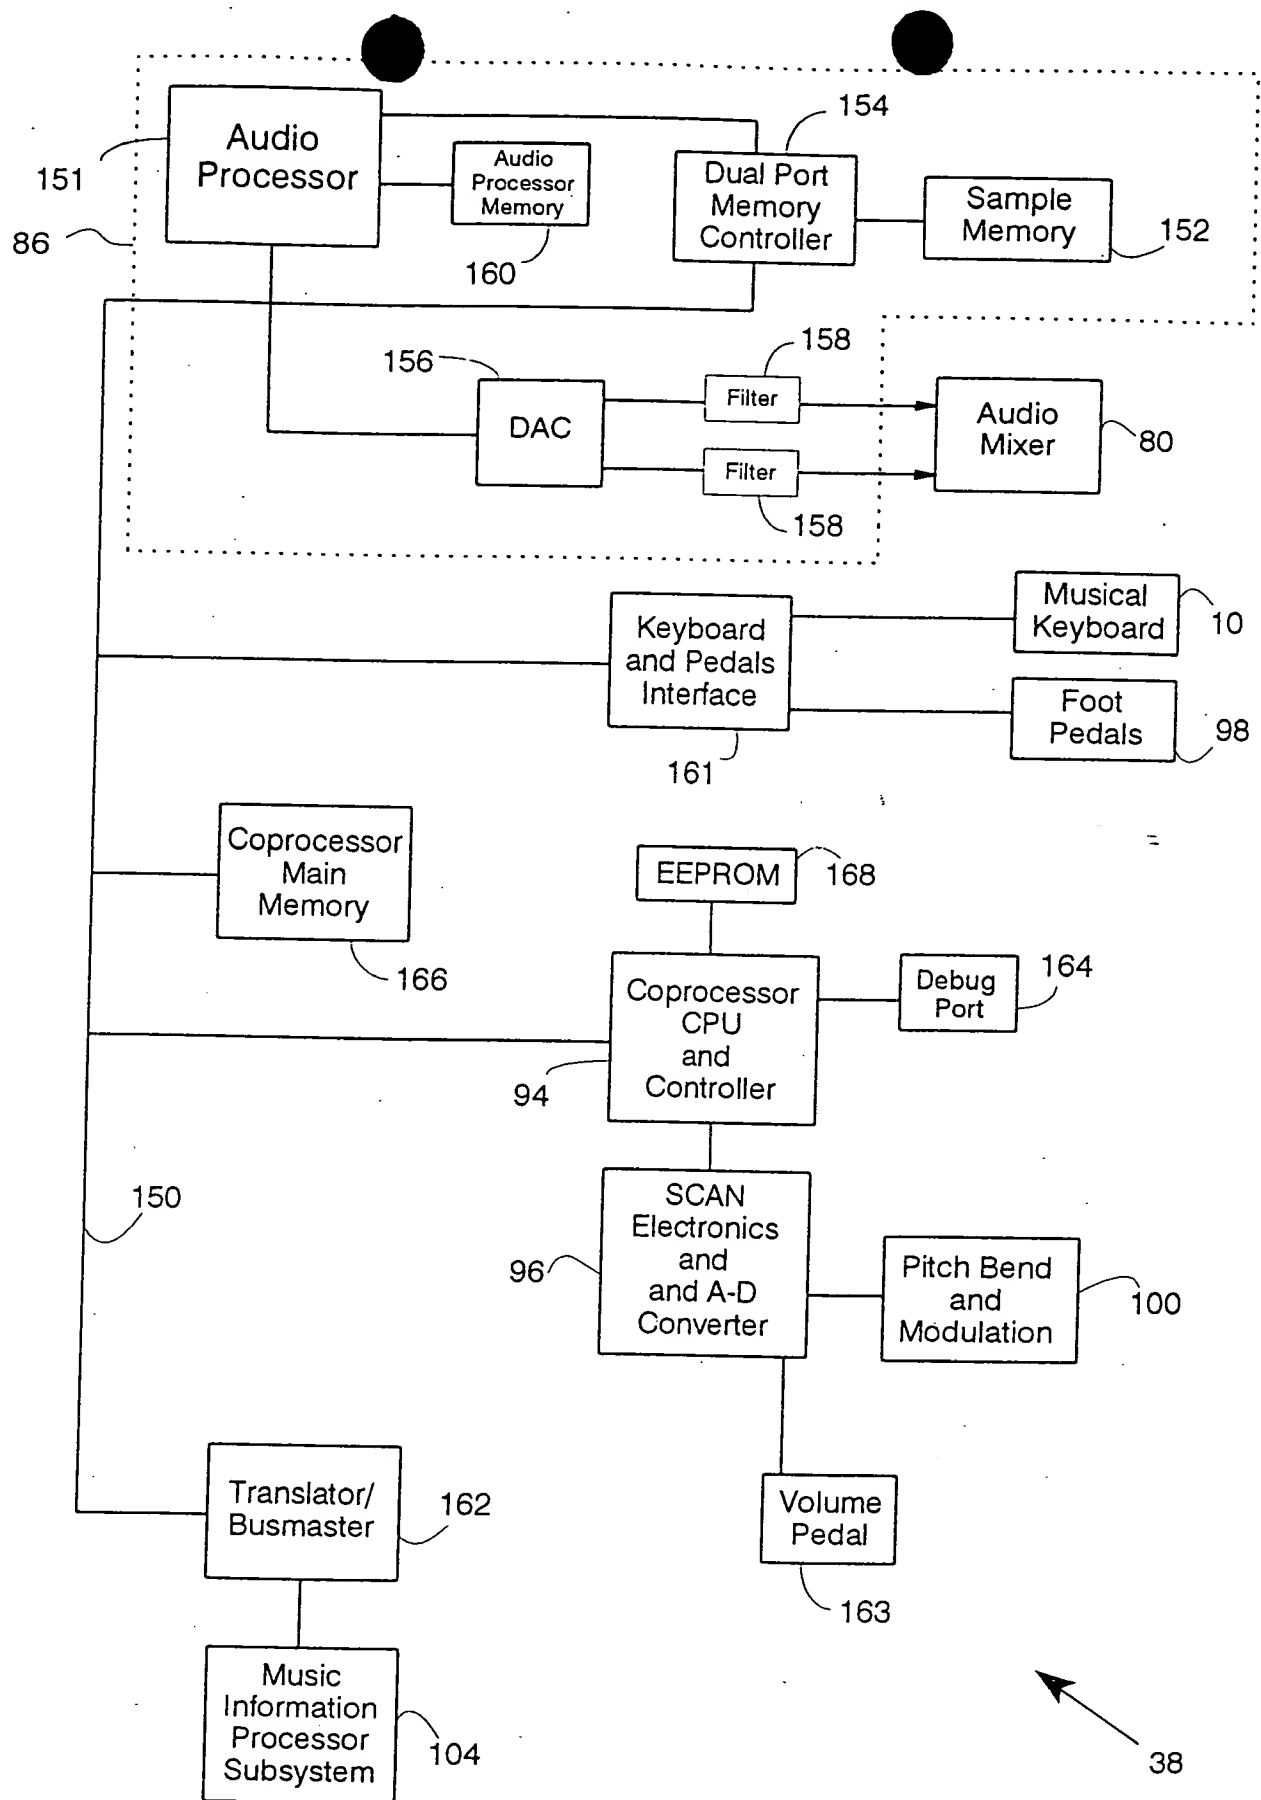 154
Audio
Processor
Audio
Processor
Memory
Dual Port
Memory
Controller
Sample
Memory
151
86
160
152
158
156
Filter
DAC
Audio
Mixer
80
Filter
158
Musical
Keyboard
10
Keyboard
and Pedals
Interface
Foot
Pedals
98
161
Coprocessor
Main
Memory
EEPROM
168
166
164
Debug
Port
Coprocessor
CPU
and
Controller
94
150
SCAN
Electronics
and
and A-D
Converter
96
Pitch Bend
and
Modulation
100
Translator/
Busmaster
162
Volume
Pedal
163
Music
Information
Processor
Subsystem
104
38